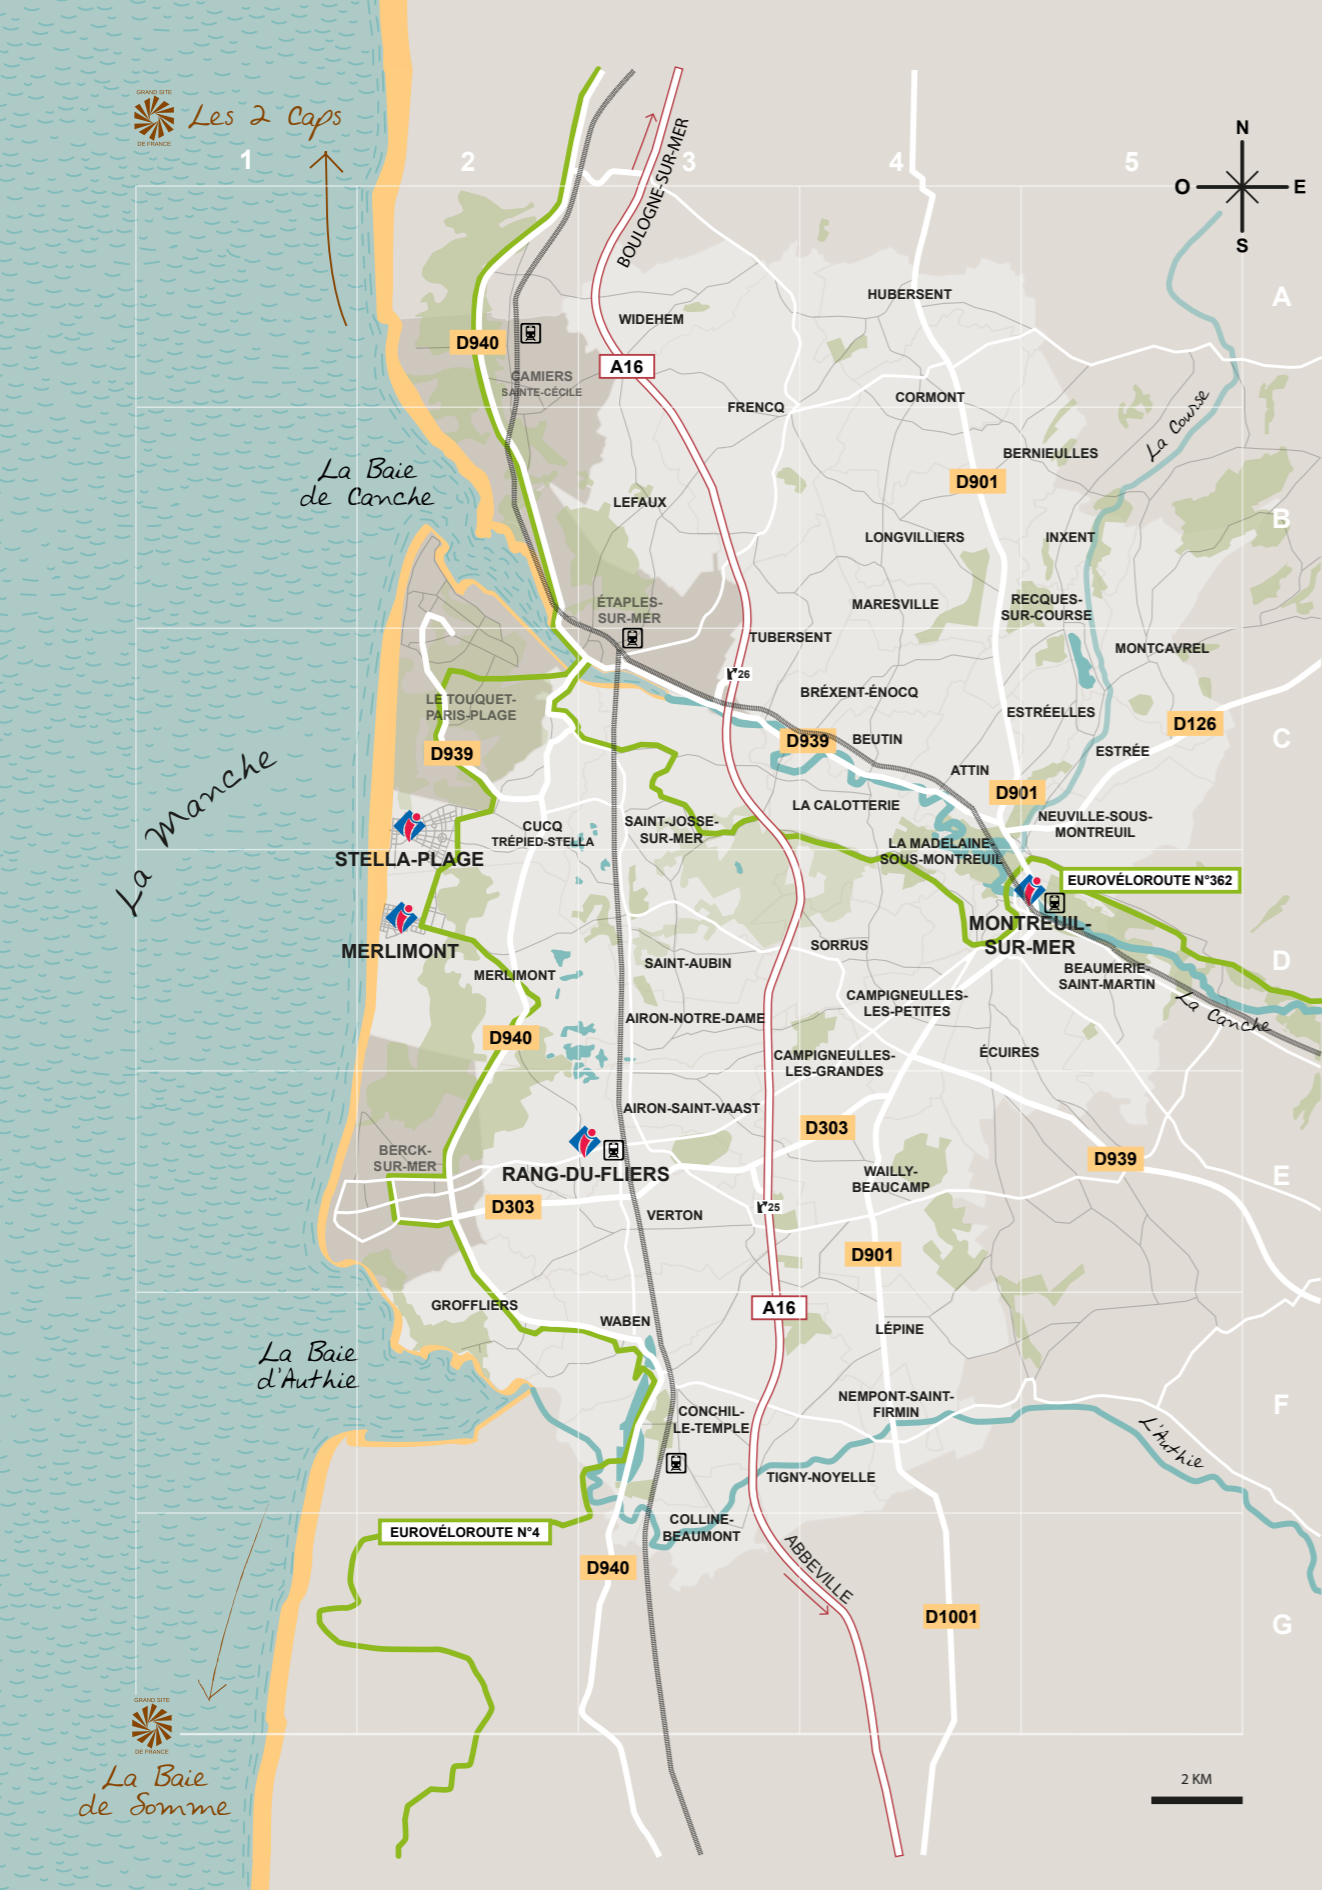 GRAND SITE
Les 2 Caps
DE FRANCE
1
2
3
4
5
N
O
E
S
BOULOGNE-SUR-MER
A
HUBERSENT
WIDEHEM
D940
A16
CAMIERS
SAINTE-CÉCILE
CORMONT
FRENCQ
La Course
BERNIEULLES
La Baie
de Canche
D901
LEFAUX
B
LONGVILLIERS
INXENT
ÉTAPLES-
SUR-MER
MARESVILLE
RECQUES-
SUR-COURSE
TUBERSENT
MONTCAVREL
26
BRÉXENT-ÉNOCQ
LE TOUQUET-
PARIS-PLAGE
ESTRÉELLES
D126
C
D939
D939
BEUTIN
ESTRÉE
La Manche
ATTIN
D901
LA CALOTTERIE
CUCQ
TRÉPIED-STELLA
SAINT-JOSSE-
SUR-MER
NEUVILLE-SOUS-
MONTREUIL
STELLA-PLAGE
LA MADELAINE-
SOUS-MONTREUIL
EUROVÉLOROUTE N°362
MONTREUIL-
SUR-MER
MERLIMONT
SORRUS
D
MERLIMONT
SAINT-AUBIN
BEAUMERIE-
SAINT-MARTIN
CAMPIGNEULLES-
LES-PETITES
La Canche
AIRON-NOTRE-DAME
D940
ÉCUIRES
CAMPIGNEULLES-
LES-GRANDES
AIRON-SAINT-VAAST
D303
BERCK-
SUR-MER
RANG-DU-FLIERS
D939
E
WAILLY-
BEAUCAMP
D303
25
VERTON
D901
GROFFLIERS
A16
WABEN
LÉPINE
La Baie
d'Authie
NEMPONT-SAINT-
FIRMIN
F
CONCHIL-
LE-TEMPLE
L'Authie
TIGNY-NOYELLE
COLLINE-
BEAUMONT
EUROVÉLOROUTE N°4
ABBEVILLE
D940
D1001
G
GRAND SITE
DE FRANCE
La Baie
de Somme
2 KM